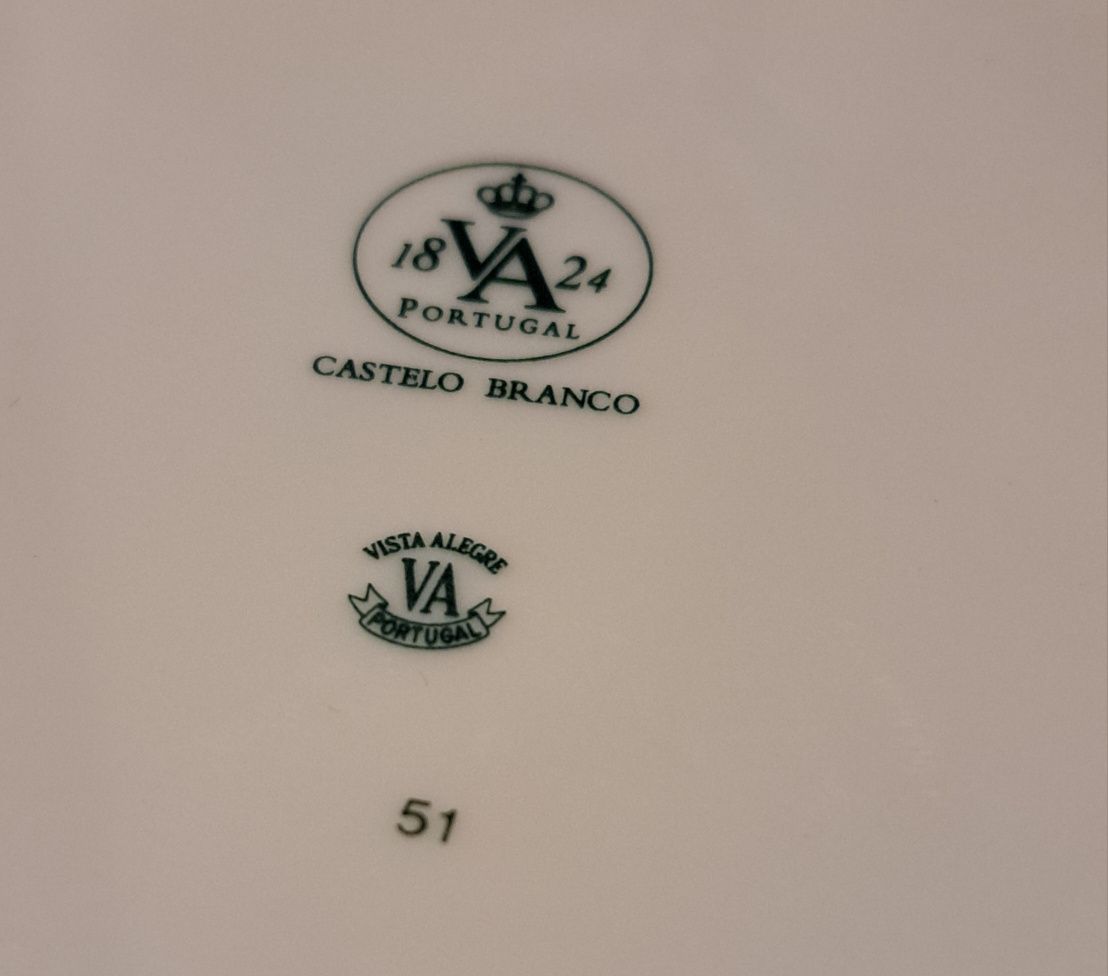 18 VA 24
PORTUGAL
CASTELO BRANCO
VISTA ALEGRE
VA
PORTUGAL
51